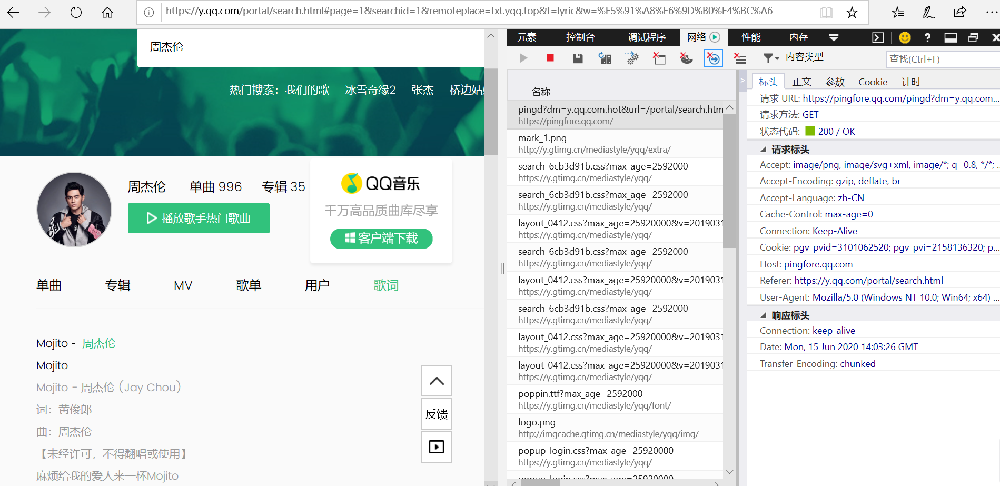 https://y.qq.com/portal/search.html#page=1&searchid=1&remoteplace=txt.yqq.top&t=lyric&w=%E5%91%A8%E6%9D%B0%E4%BC%A6
周杰伦
热门搜索：我们的歌 冰雪奇缘2 张杰 桥边姑
周杰伦 单曲 996 专辑 35
播放歌手热门歌曲
QQ音乐
千万高品质曲库尽享
客户端下载
单曲 专辑 MV 歌单 用户 歌词
Mojito - 周杰伦
Mojito
Mojito - 周杰伦 (Jay Chou)
词：黄俊郎
曲：周杰伦
【未经许可，不得翻唱或使用】
麻烦给我的爱人来一杯Mojito
反馈
元素 控制台 调试程序 网络 性能 内存
内容类型
查找(Ctrl+F)
名称
pingd?dm=y.qq.com.hot&url=/portal/search.htm
https://pingfore.qq.com/
mark_1.png
http://y.gtimg.cn/mediastyle/yqq/extra/
search_6cb3d91b.css?max_age=2592000
https://y.gtimg.cn/mediastyle/yqq/
search_6cb3d91b.css?max_age=2592000
https://y.gtimg.cn/mediastyle/yqq/
layout_0412.css?max_age=25920000&v=2019031
https://y.gtimg.cn/mediastyle/yqq/
search_6cb3d91b.css?max_age=2592000
https://y.gtimg.cn/mediastyle/yqq/
layout_0412.css?max_age=25920000&v=2019031
https://y.gtimg.cn/mediastyle/yqq/
search_6cb3d91b.css?max_age=2592000
https://y.gtimg.cn/mediastyle/yqq/
layout_0412.css?max_age=25920000&v=2019031
https://y.gtimg.cn/mediastyle/yqq/
layout_0412.css?max_age=25920000&v=2019031
https://y.gtimg.cn/mediastyle/yqq/
poppin.ttf?max_age=2592000
https://y.gtimg.cn/mediastyle/yqq/font/
logo.png
http://imgcache.gtimg.cn/mediastyle/yqq/img/
popup_login.css?max_age=25920000
https://y.gtimg.cn/mediastyle/yqq/
popup_login.css?max_age=25920000
标头 正文 参数 Cookie 计时
请求 URL: https://pingfore.qq.com/pingd?dm=y.qq.com...
请求方法: GET
状态代码: 200 / OK
请求标头
Accept: image/png, image/svg+xml, image/*; q=0.8, */*; ...
Accept-Encoding: gzip, deflate, br
Accept-Language: zh-CN
Cache-Control: max-age=0
Connection: Keep-Alive
Cookie: pgv_pvid=3101062520; pgv_pvi=2158136320; p...
Host: pingfore.qq.com
Referer: https://y.qq.com/portal/search.html
User-Agent: Mozilla/5.0 (Windows NT 10.0; Win64; x64) ...
响应标头
Connection: keep-alive
Date: Mon, 15 Jun 2020 14:03:26 GMT
Transfer-Encoding: chunked